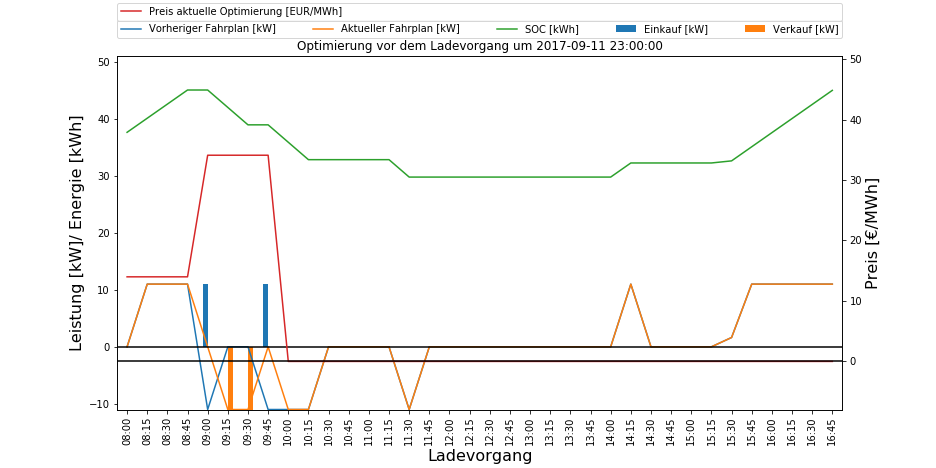 Preis aktuelle Optimierung [EUR/MWh]
Vorheriger Fahrplan [kW] Aktueller Fahrplan [kW] SOC [kWh] Einkauf [kW] Verkauf [kW]
Optimierung vor dem Ladevorgang um 2017-09-11 23:00:00
Leistung [kW]/ Energie [kWh]
50
40
30
20
10
0
−10
50
40
30
20
10
0
Preis [€/MWh]
08:00 08:15 08:30 08:45 09:00 09:15 09:30 09:45 10:00 10:15 10:30 10:45 11:00 11:15 11:30 11:45 12:00 12:15 12:30 12:45 13:00 13:15 13:30 13:45 14:00 14:15 14:30 14:45 15:00 15:15 15:30 15:45 16:00 16:15 16:30 16:45
Ladevorgang